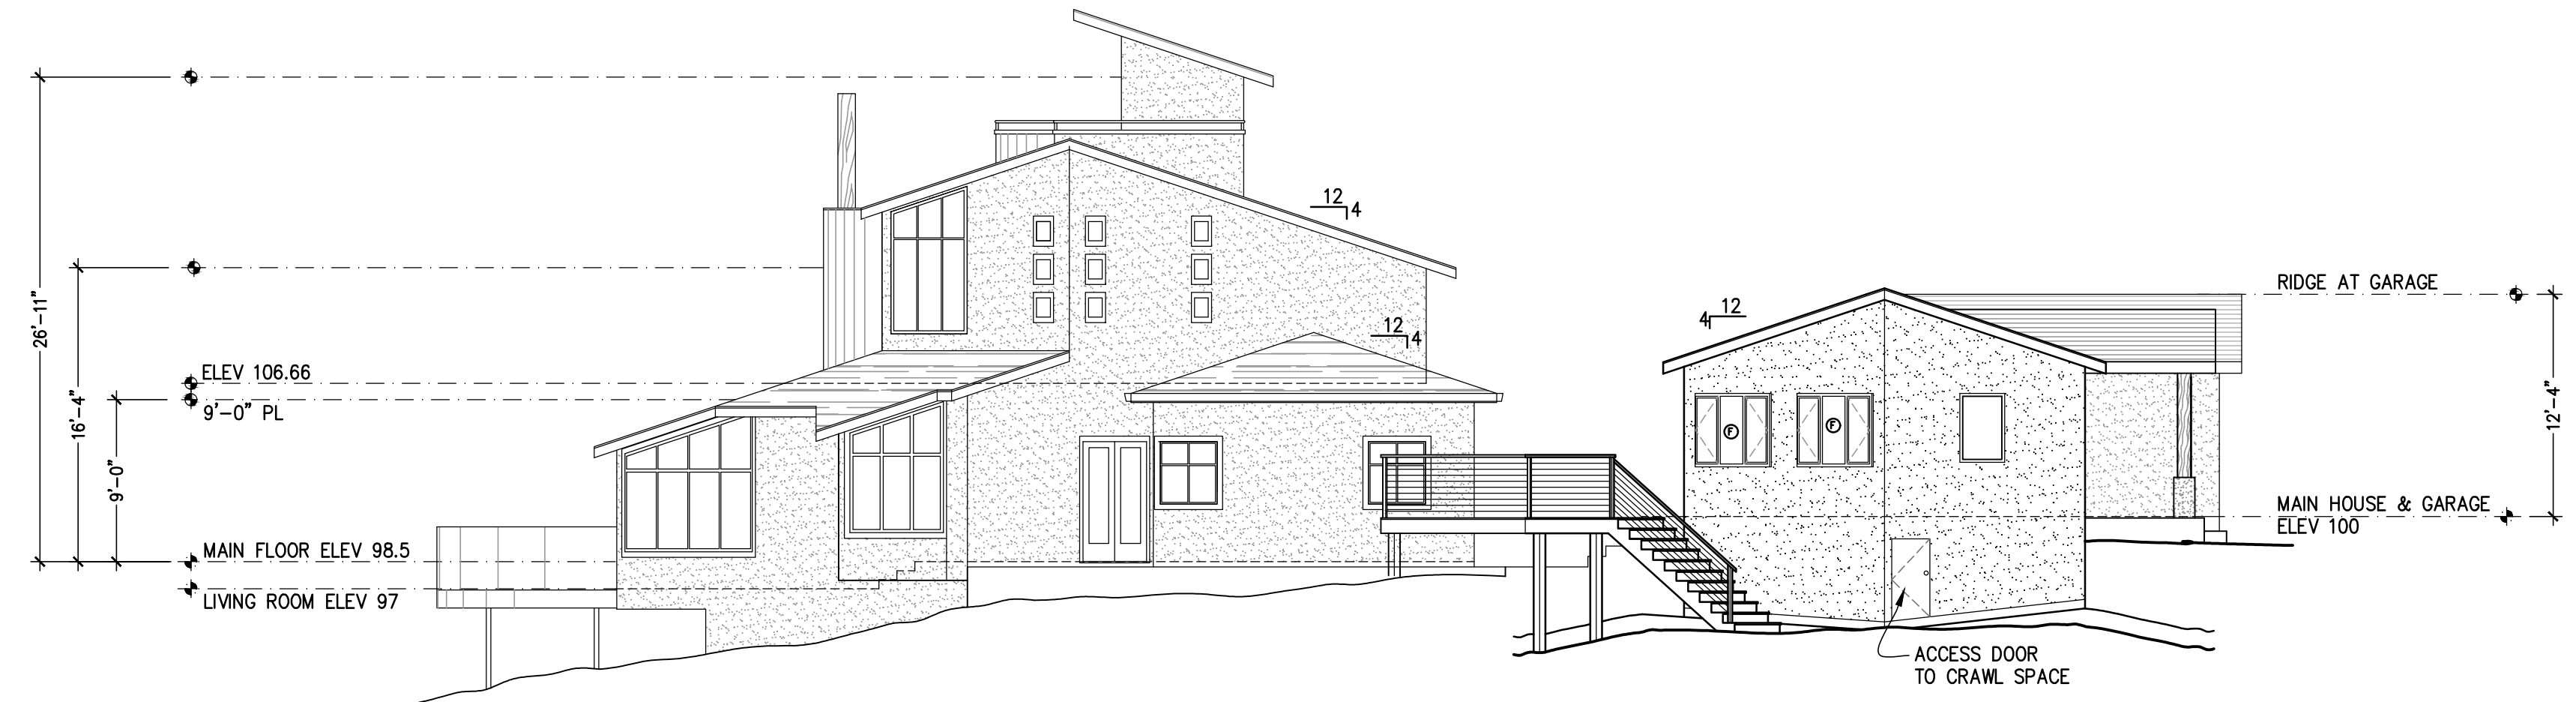 26'-11"
16'-4"
9'-0"
ELEV 106.66
9'-0" PL
MAIN FLOOR ELEV 98.5
LIVING ROOM ELEV 97
12
4
12
4
12
4
F
F
ACCESS DOOR
TO CRAWL SPACE
RIDGE AT GARAGE
MAIN HOUSE & GARAGE
ELEV 100
12'-4"